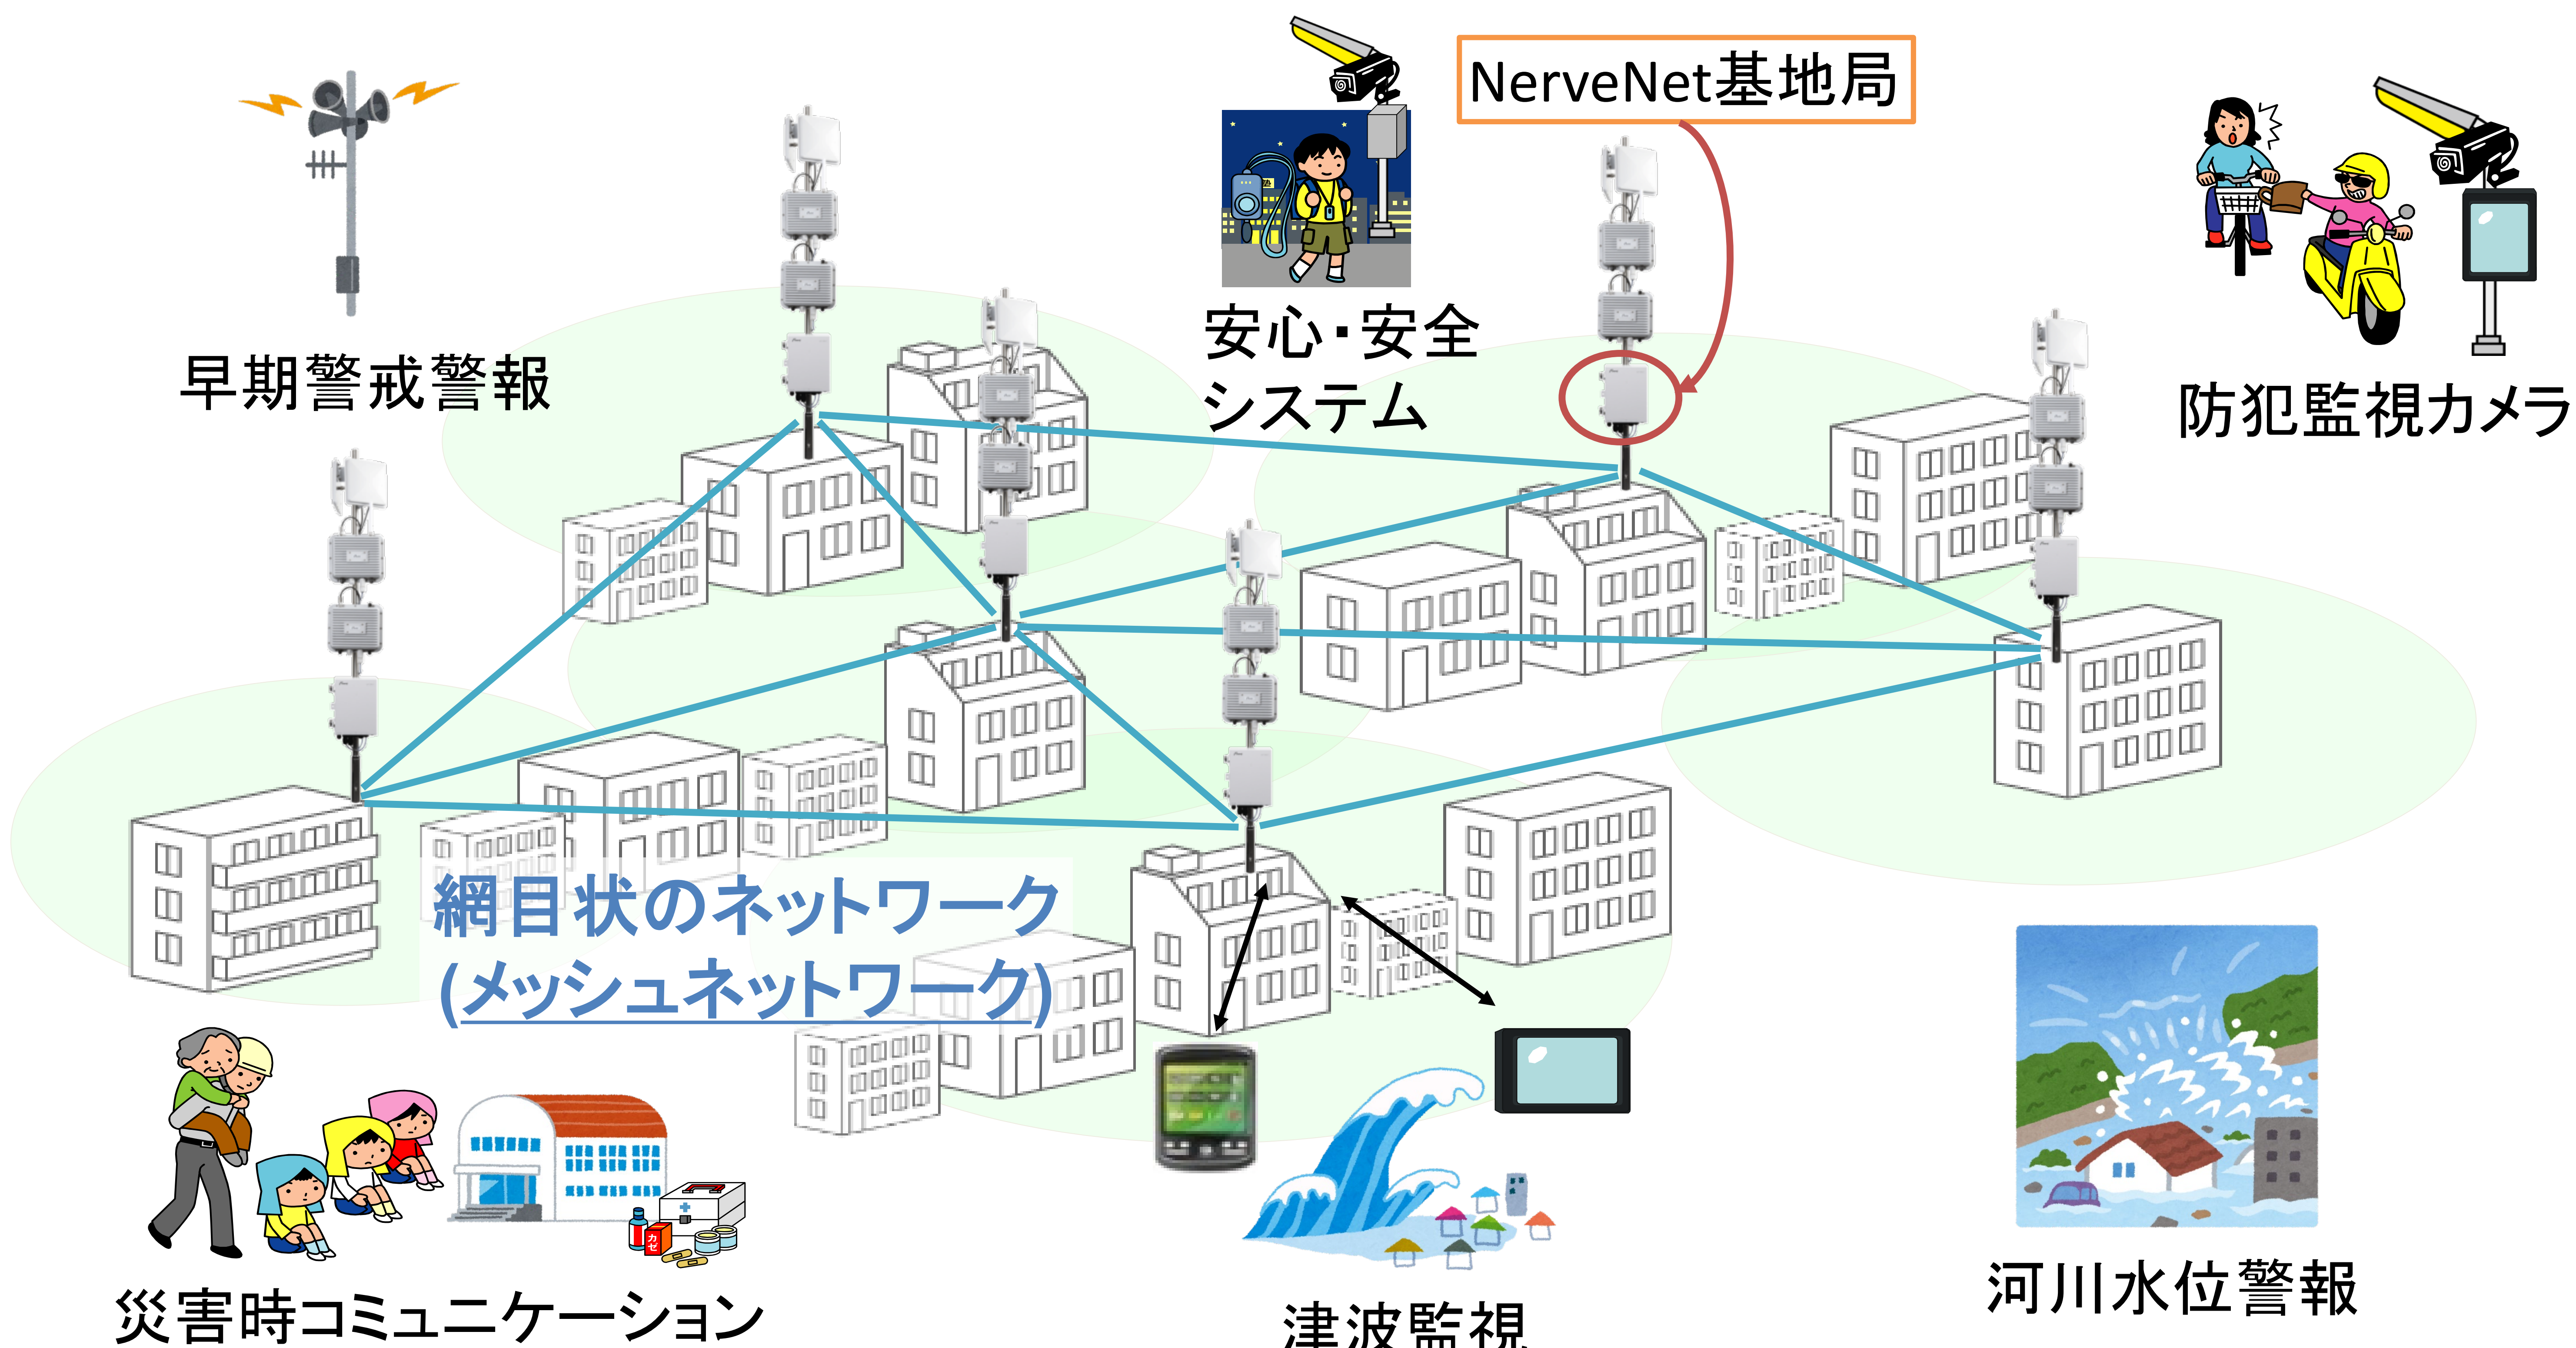 NerveNet基地局
早期警戒警報
安心・安全
システム
防犯監視カメラ
網目状のネットワーク
(メッシュネットワーク)
災害時コミュニケーション
カゼ
津波監視
河川水位警報
塾